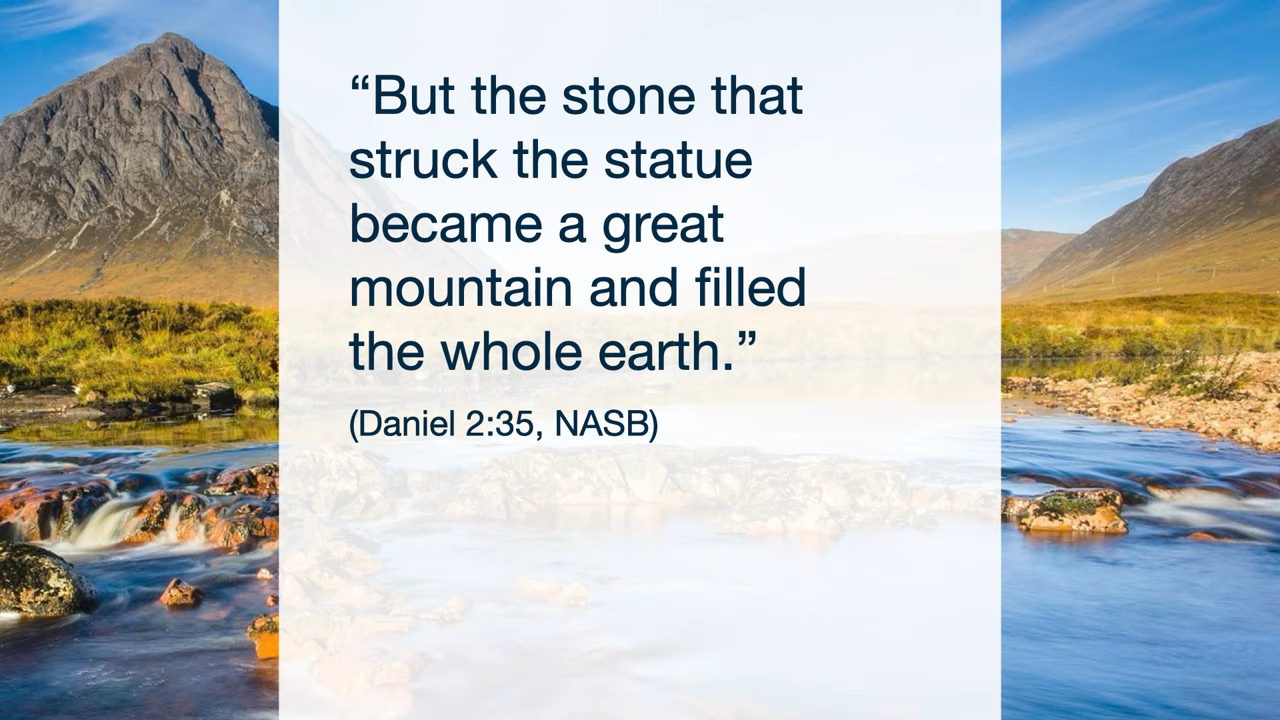 “But the stone that
struck the statue
became a great
mountain and filled
the whole earth.”
(Daniel 2:35, NASB)